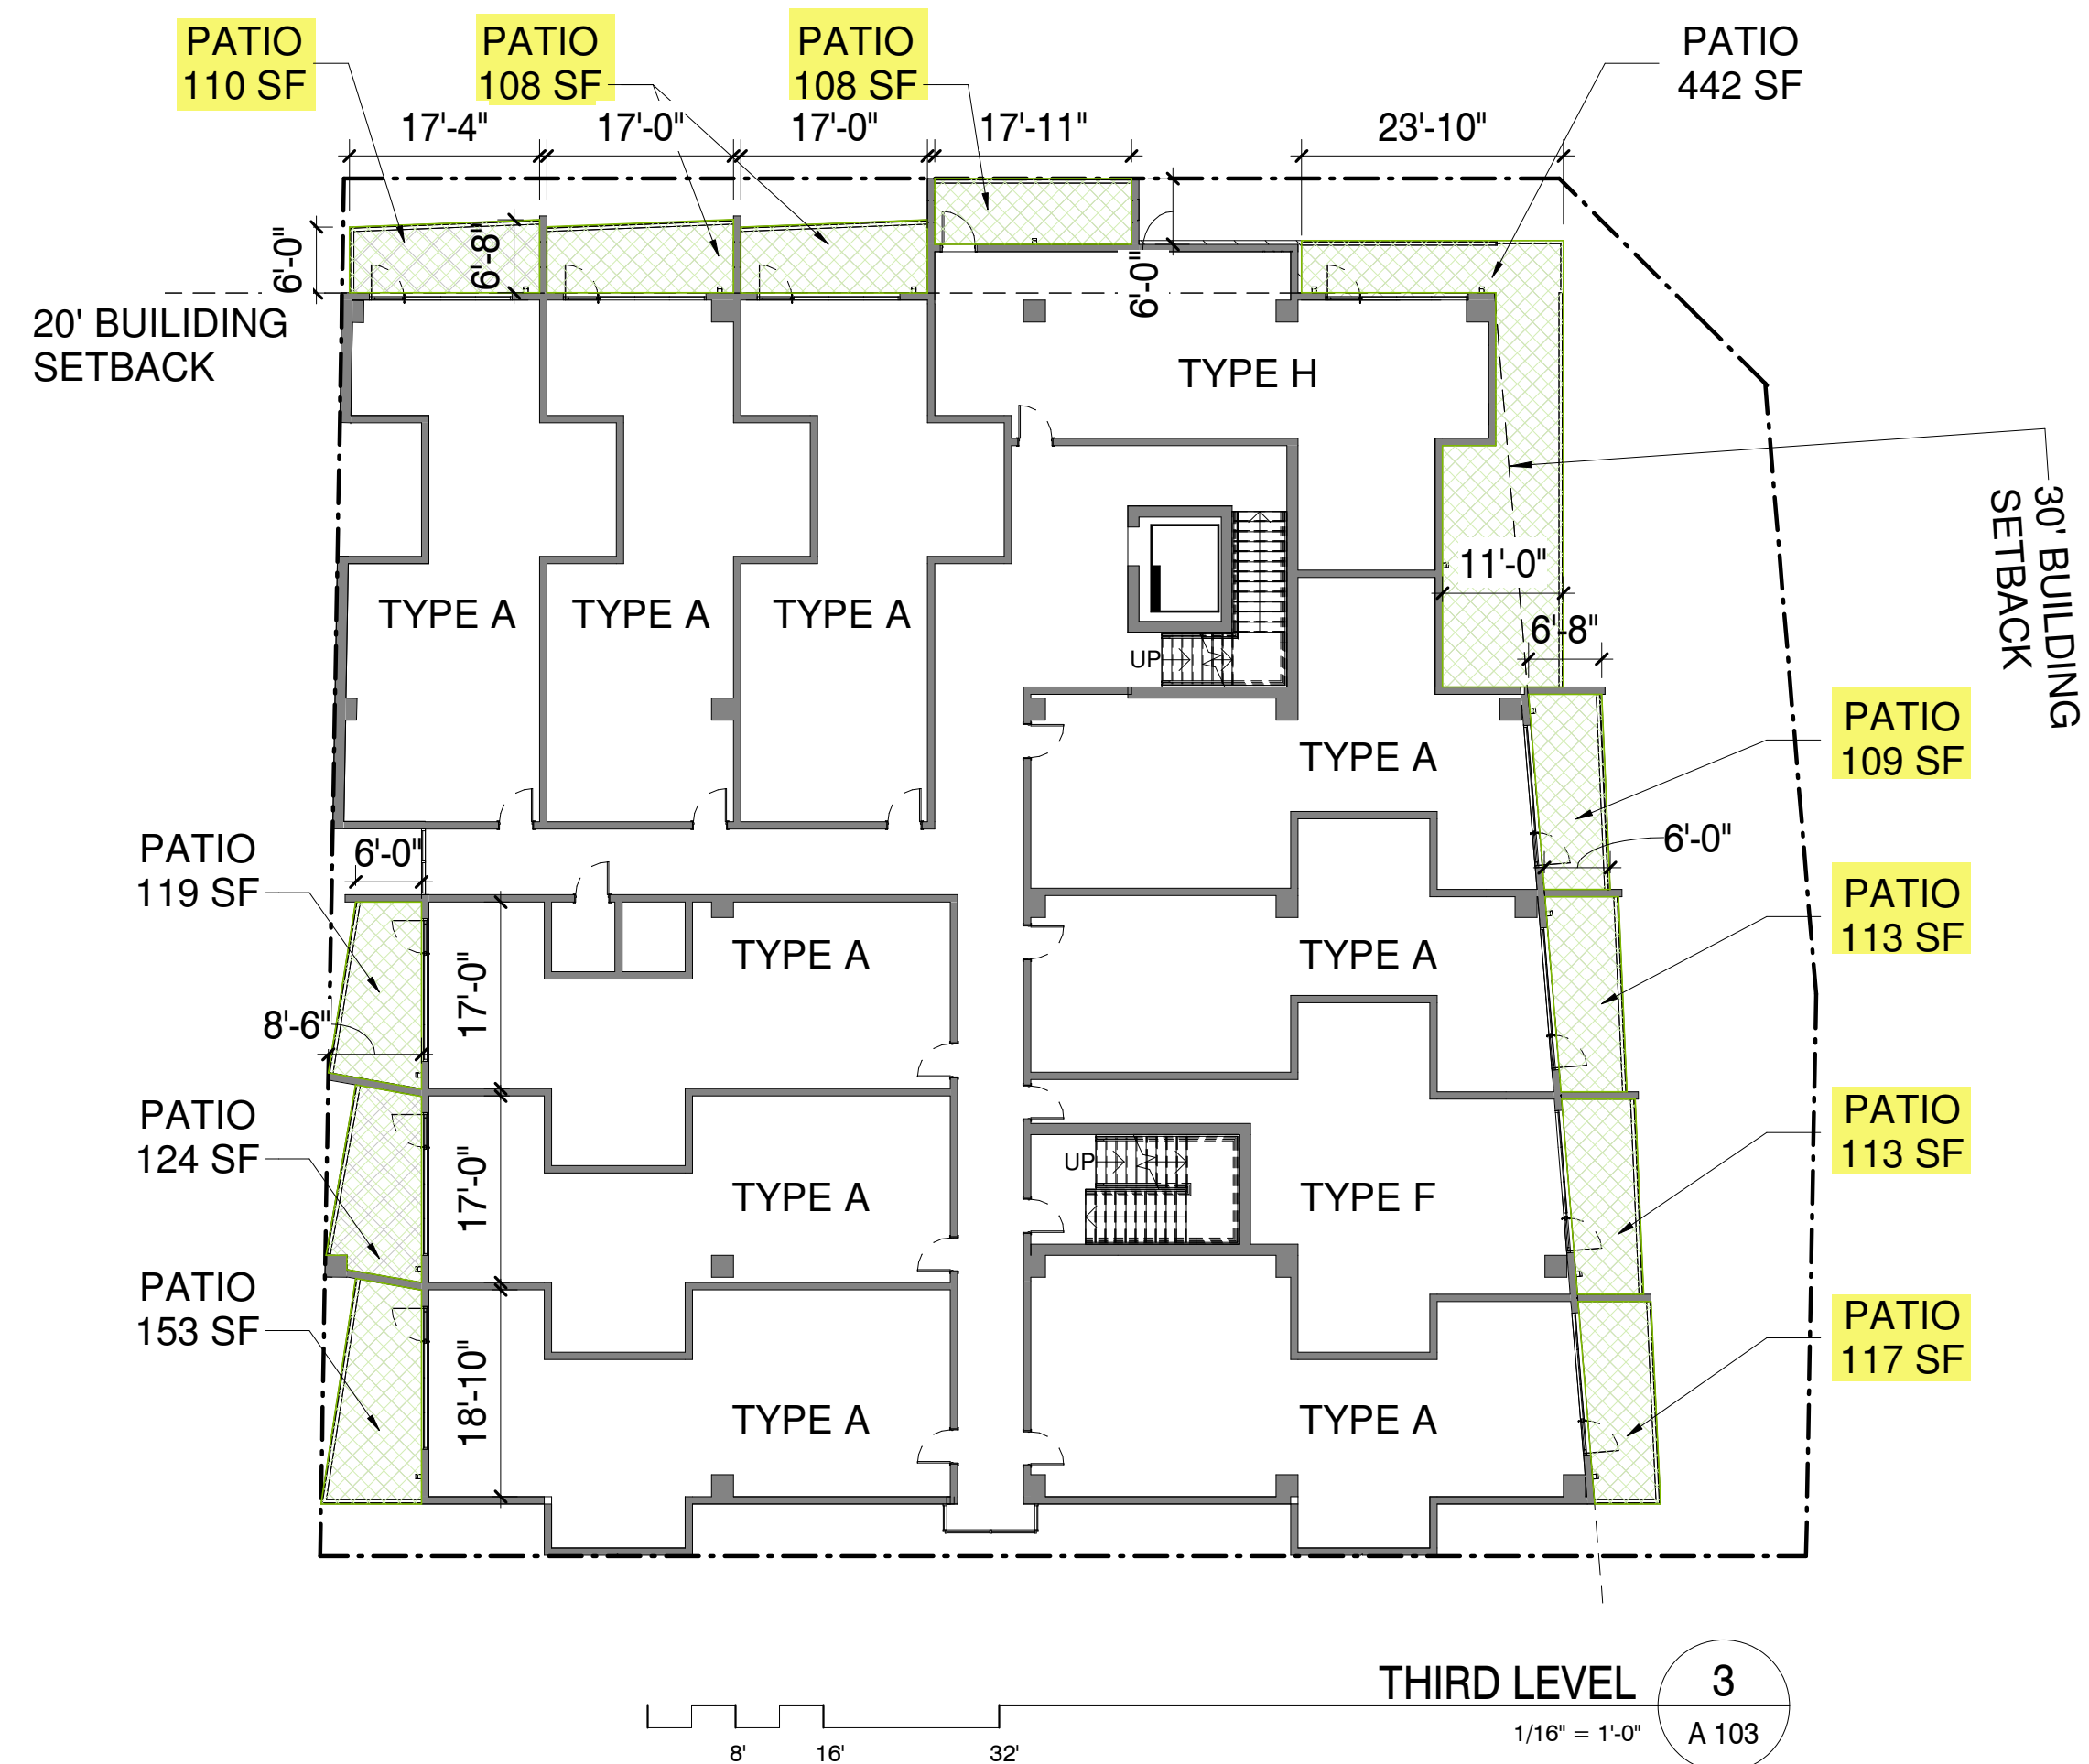 PATIO
110 SF
PATIO
108 SF
PATIO
108 SF
PATIO
442 SF
17'-4"
17'-0"
17'-0"
17'-11"
23'-10"
6'-0"
6'-8"
6'-0"
20' BUILIDING
SETBACK
TYPE H
30' BUILDING
SETBACK
11'-0"
TYPE A
TYPE A
TYPE A
6'-8"
UP
PATIO
109 SF
TYPE A
6'-0"
PATIO
119 SF
6'-0"
PATIO
113 SF
TYPE A
TYPE A
17'-0"
8'-6"
PATIO
124 SF
PATIO
113 SF
17'-0"
UP
TYPE A
TYPE F
PATIO
153 SF
PATIO
117 SF
18'-10"
TYPE A
TYPE A
THIRD LEVEL
3
1/16" = 1'-0"
A 103
8'
16'
32'